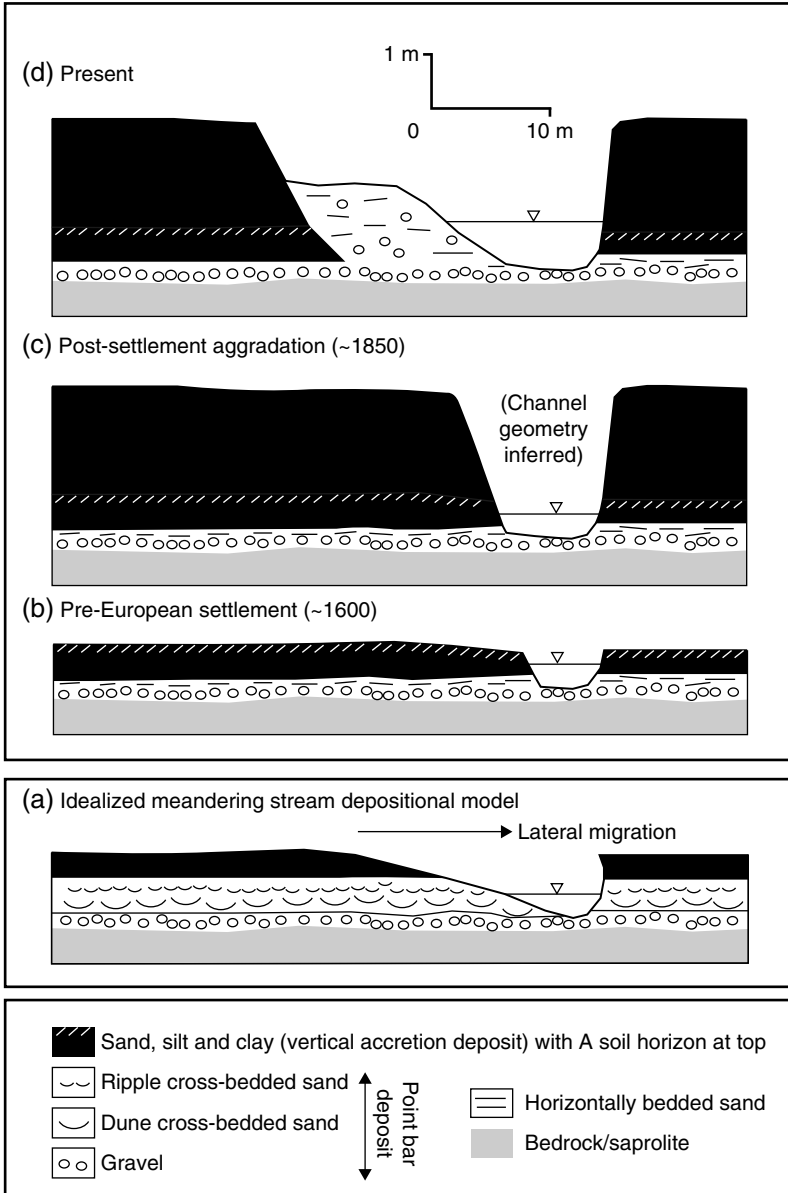 (d) Present
1 m
0
10 m
(c) Post-settlement aggradation (~1850)
(Channel
geometry
inferred)
(b) Pre-European settlement (~1600)
(a) Idealized meandering stream depositional model
Lateral migration
Sand, silt and clay (vertical accretion deposit) with A soil horizon at top
Ripple cross-bedded sand
Dune cross-bedded sand
Gravel
Point bar
deposit
Horizontally bedded sand
Bedrock/saprolite